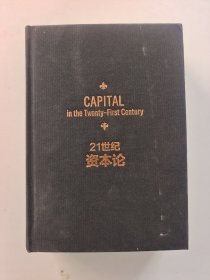 CAPITAL
in the Twenty-First Century
21世纪
资本论